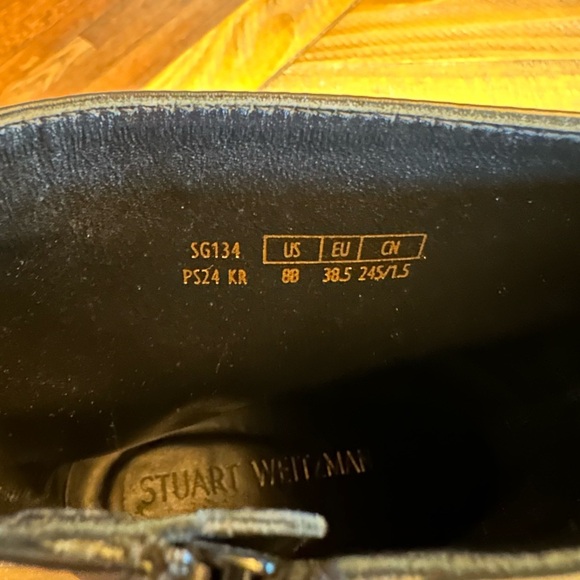 SG134 US EU CN
PS24 KR 8B 38.5 245/1.5
STUART WEITZMAN